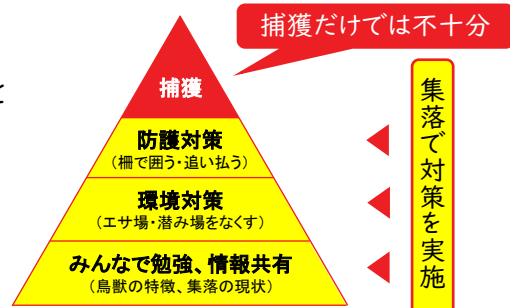 捕獲だけでは不十分
捕獲
防護対策
（柵で囲う・追い払う）
環境対策
（エサ場・潜み場をなくす）
みんなで勉強、情報共有
（鳥獣の特徴、集落の現状）
集落で対策を実施